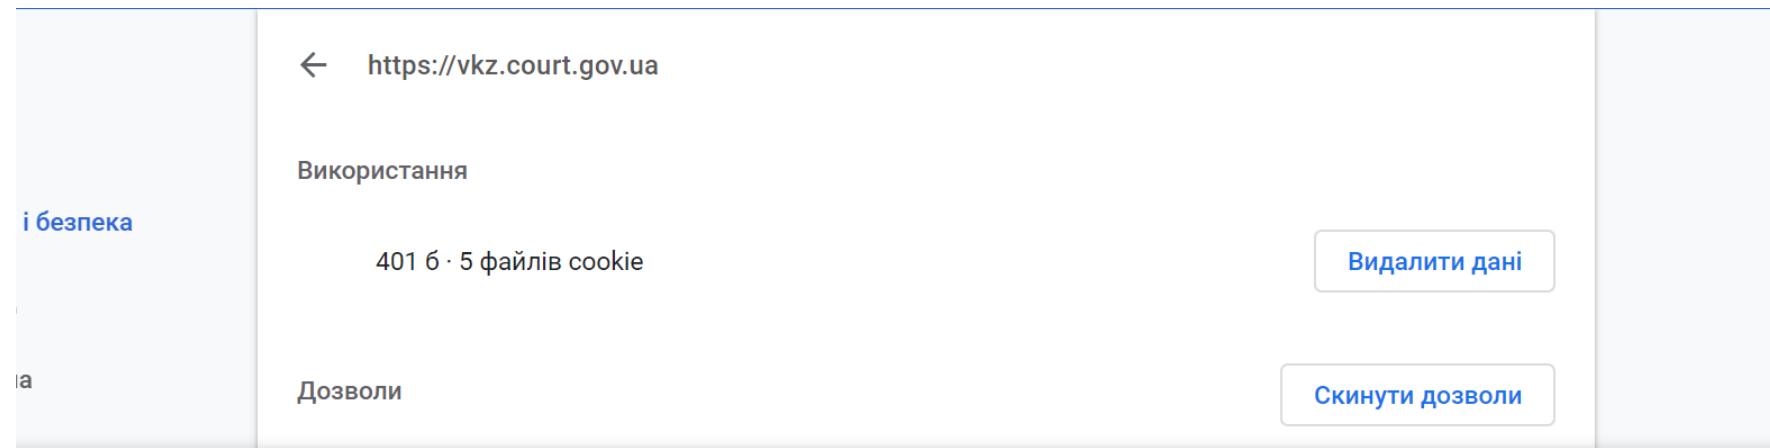 https://vkz.court.gov.ua
Використання
і безпека
401 б · 5 файлів cookie
Видалити дані
Дозволи
Скинути дозволи